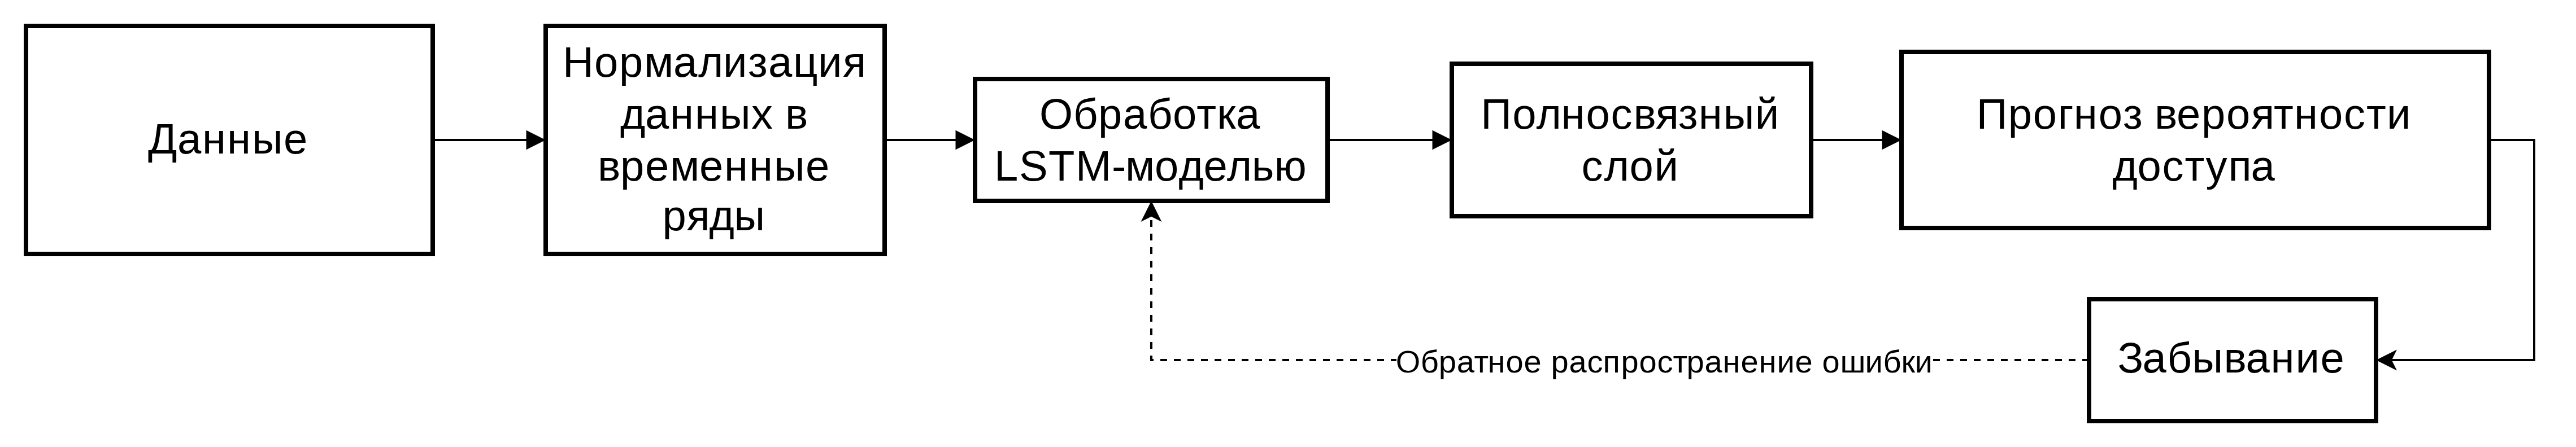 Данные
Нормализация
данных в
временные
ряды
Обработка
LSTM-моделью
Полносвязный
слой
Прогноз вероятности
доступа
Обратное распространение ошибки
Забывание